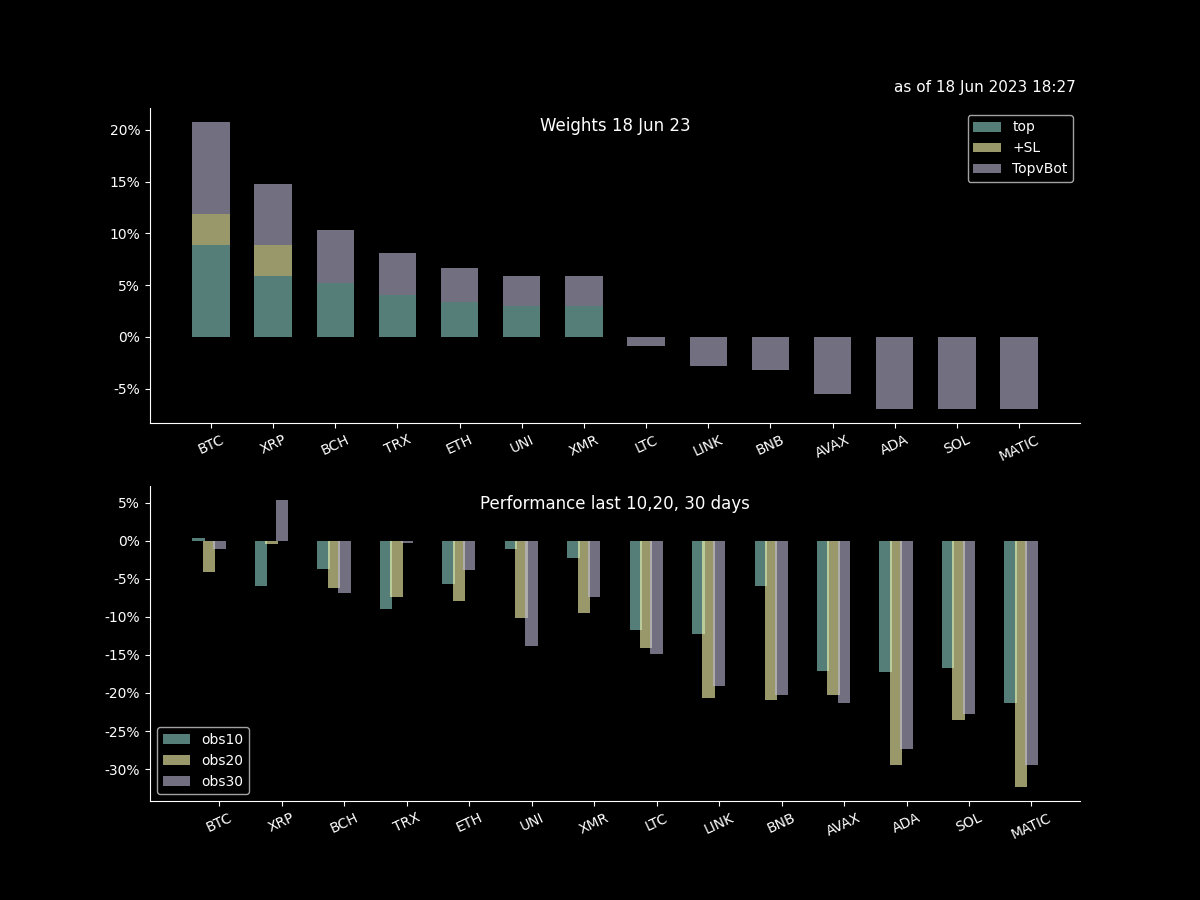 as of 18 Jun 2023 18:27
Weights 18 Jun 23
top
+SL
TopvBot
20%
15%
10%
5%
0%
-5%
BTC XRP BCH TRX ETH UNI XMR LTC LINK BNB AVAX ADA SOL MATIC
Performance last 10,20, 30 days
5%
0%
-5%
-10%
-15%
-20%
-25%
-30%
obs10
obs20
obs30
BTC XRP BCH TRX ETH UNI XMR LTC LINK BNB AVAX ADA SOL MATIC